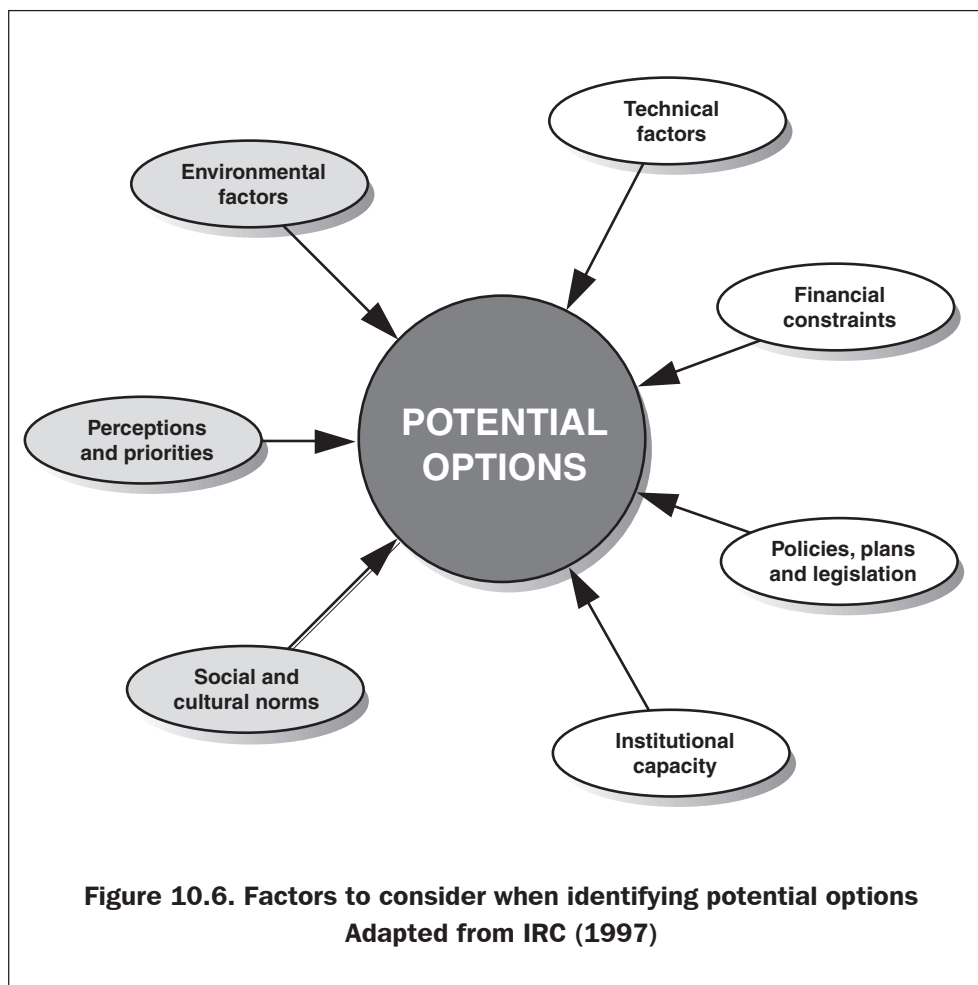 Technical
factors
Environmental
factors
Financial
constraints
POTENTIAL
OPTIONS
Perceptions
and priorities
Policies, plans
and legislation
Social and
cultural norms
Institutional
capacity
Figure 10.6. Factors to consider when identifying potential options
Adapted from IRC (1997)